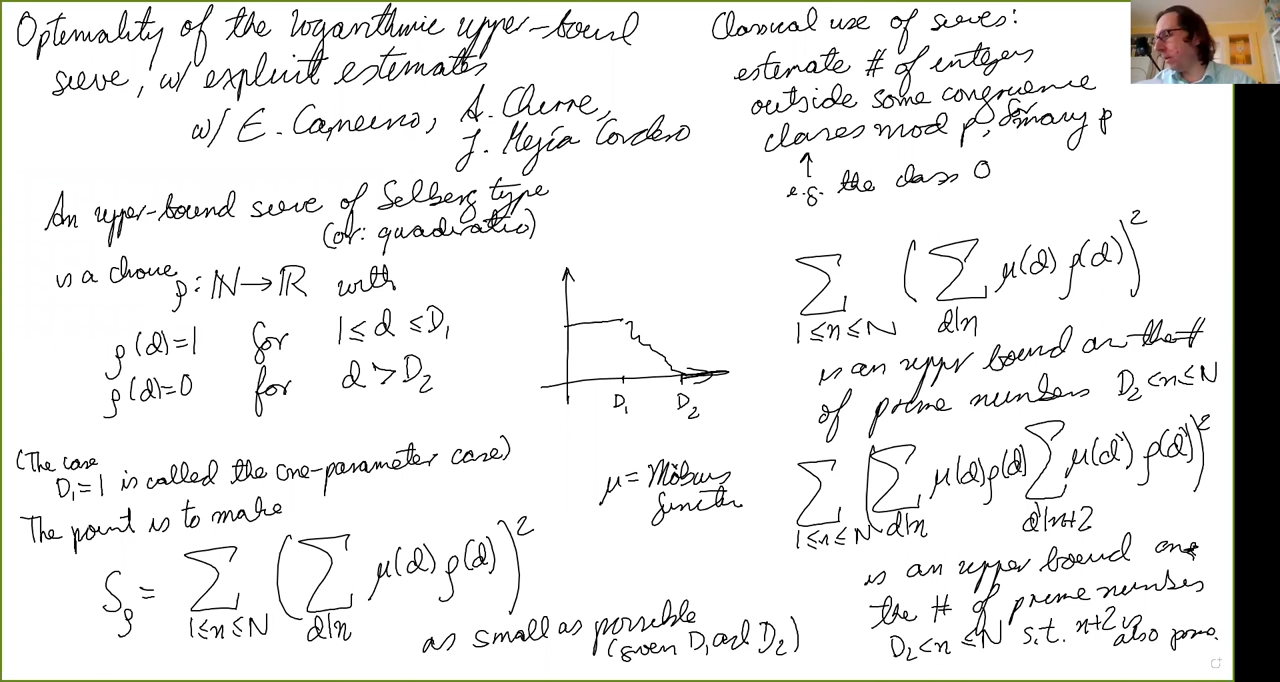 Optimality of the logarithmic upper-bound
sieve, w/ explicit estimates
w/ E. Carneiro, A. Chirre,
J. Mejía Cordero
An upper-bound sieve of Selberg type
(or: quadratic)
is a choice ρ: ℕ → ℝ with
ρ(d)=1 for 1≤d≤D₁
ρ(d)=0 for d>D₂
D₁ D₂
(The case
D₁=1 is called the one-parameter case)
μ = Möbius
function
The point is to make
S_ρ = ∑_{1≤n≤N} (∑_{d|n} μ(d) ρ(d))²
as small as possible
(given D₁ and D₂)
Classical use of sieves:
estimate # of integers
outside some congruence
classes mod p, for many p
↑
e.g. the class 0
∑_{1≤n≤N} (∑_{d|n} μ(d) ρ(d))²
is an upper bound on the #
of prime numbers D₂<n≤N
∑_{1≤n≤N} (∑_{d|n} μ(d)ρ(d) ∑_{d'|n+2} μ(d') ρ(d'))²
is an upper bound on
the # of prime numbers
D₂<n≤N s.t. n+2 is
also prime.